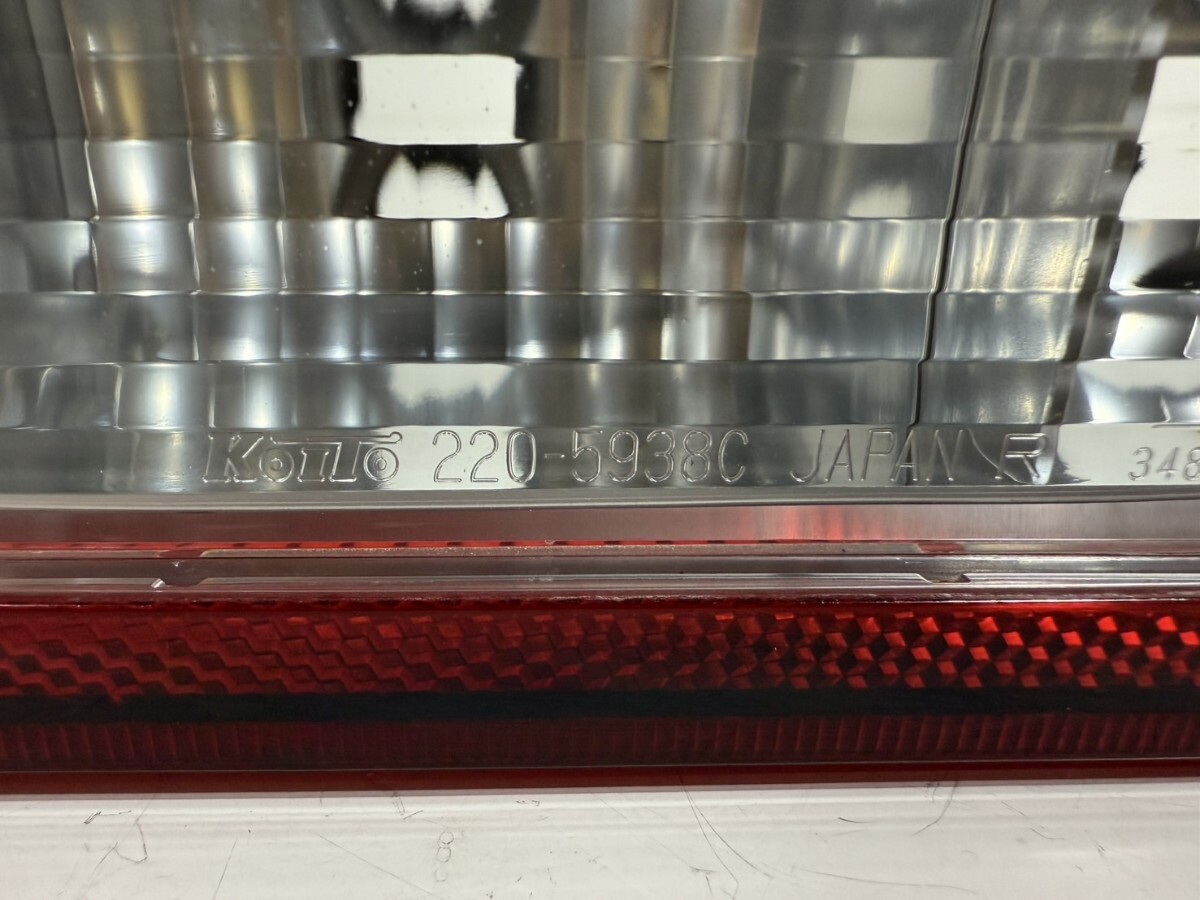 KOITO 220-5938C JAPAN R 348